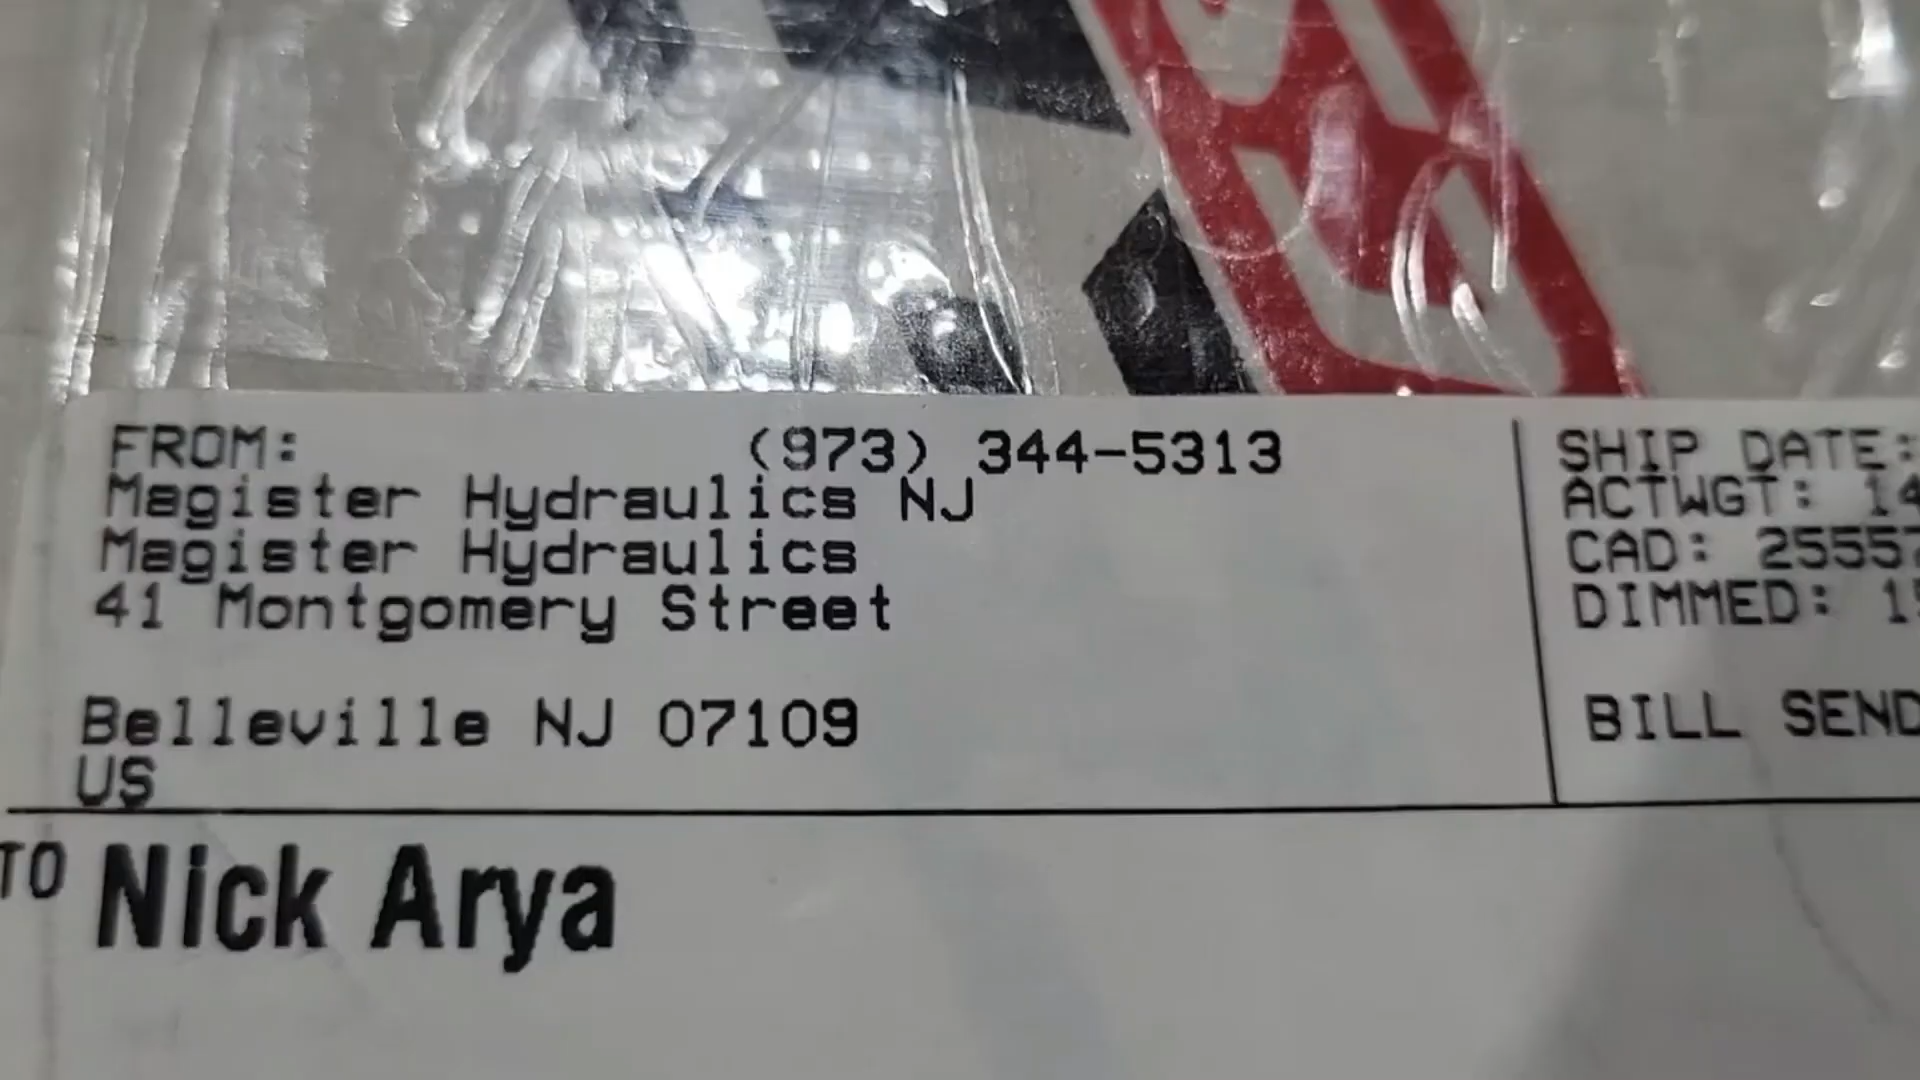 FROM: (973) 344-5313
Magister Hydraulics NJ
Magister Hydraulics
41 Montgomery Street
Belleville NJ 07109
US
SHIP DATE:
ACTWGT: 14
CAD: 25557
DIMMED: 15
BILL SEND
TO Nick Arya